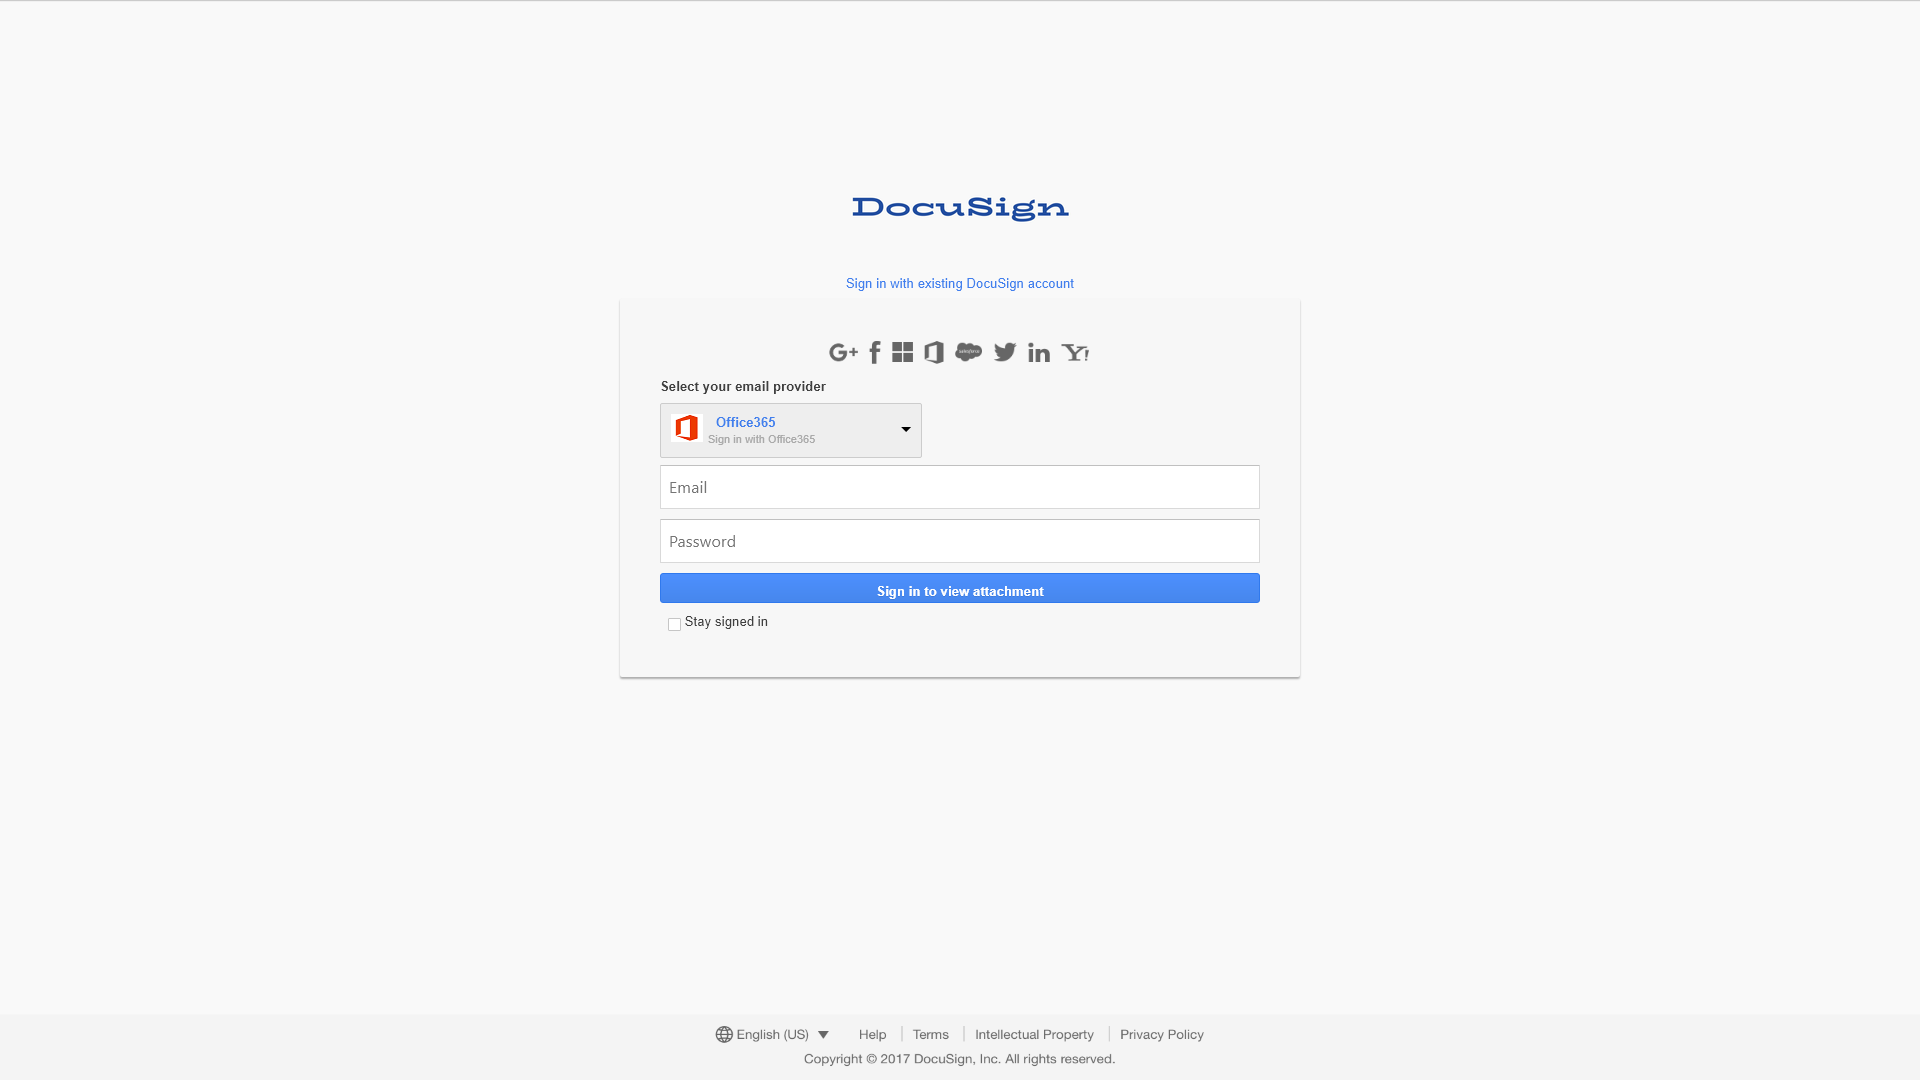 DocuSign
Sign in with existing DocuSign account
G+ f salesforce in Y!
Select your email provider
Office365
Sign in with Office365
Email
Password
Sign in to view attachment
Stay signed in
English (US) Help Terms Intellectual Property Privacy Policy
Copyright © 2017 DocuSign, Inc. All rights reserved.